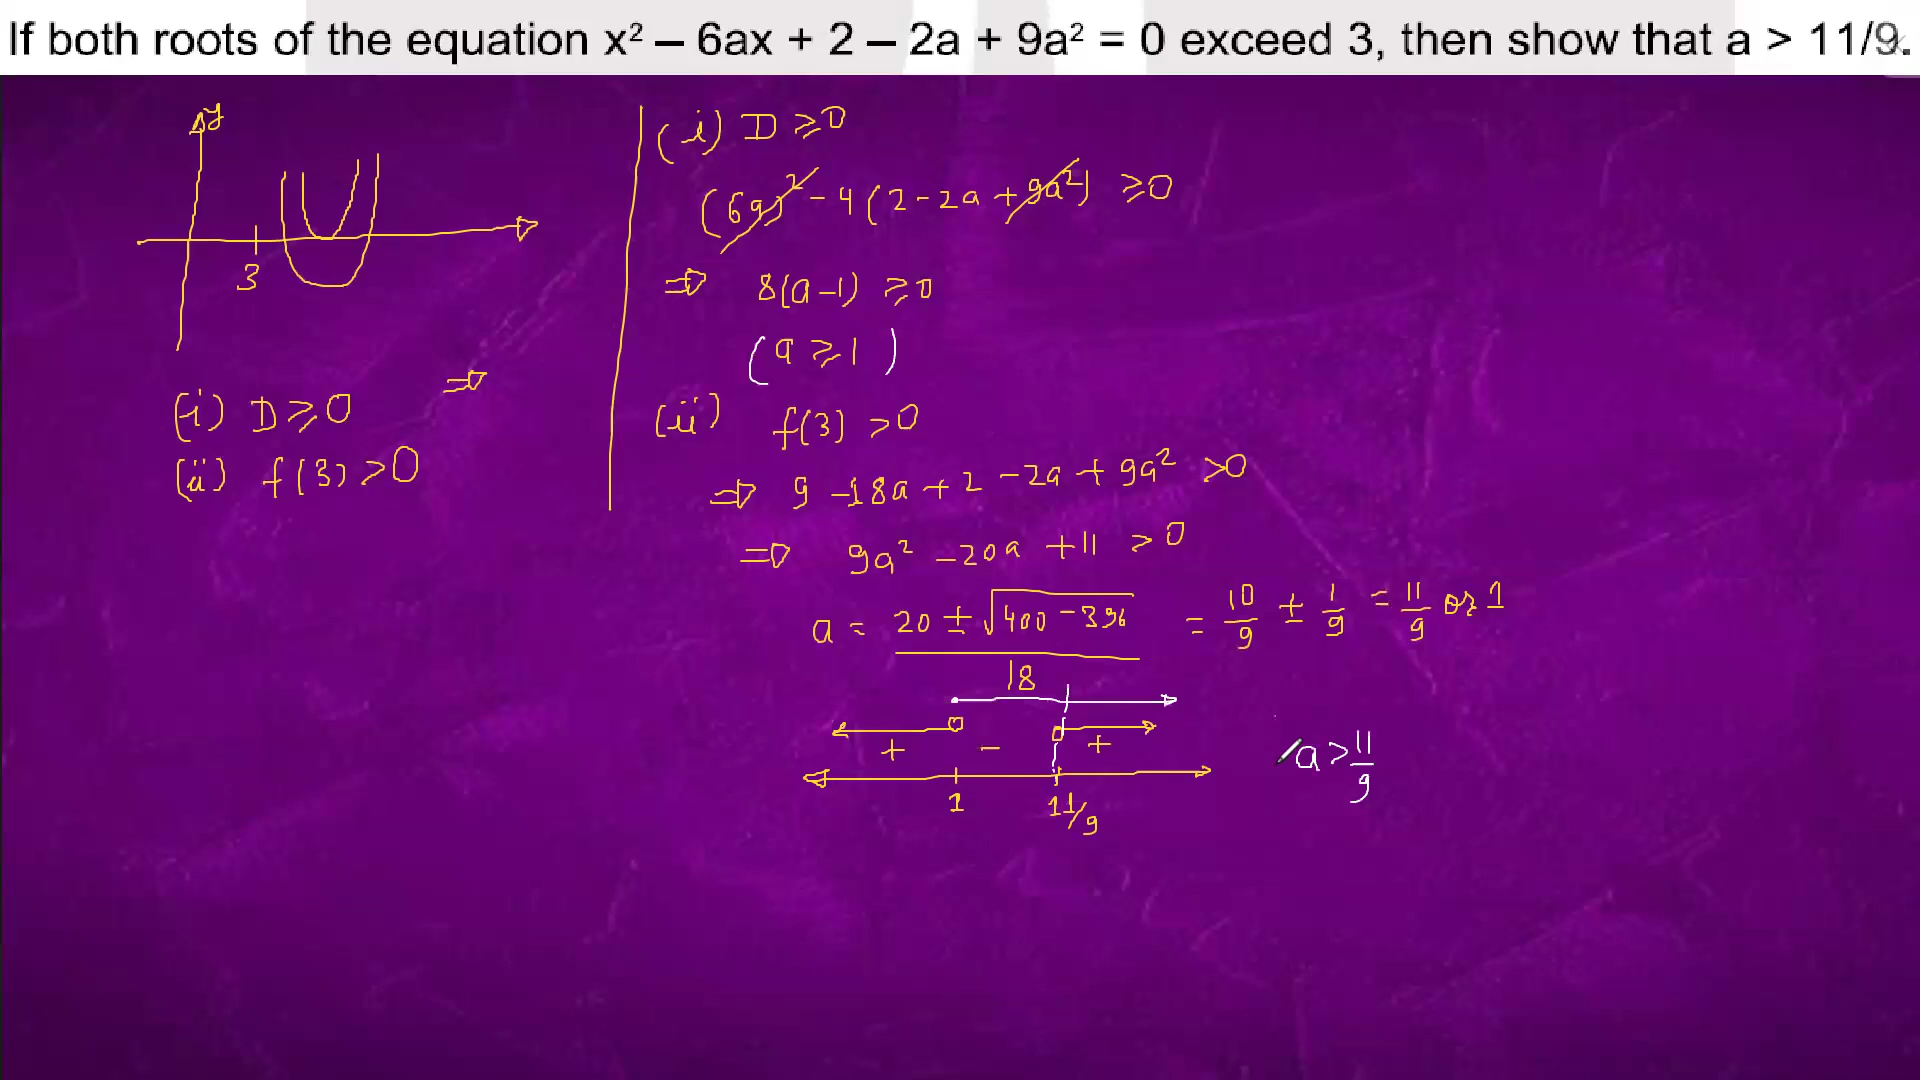 If both roots of the equation x² – 6ax + 2 – 2a + 9a² = 0 exceed 3, then show that a > 11/9.
y
3
(i) D ≥ 0 ⇒
(ii) f(3) > 0
(i) D ≥ 0
(6a)² - 4(2 - 2a + 9a²) ≥ 0
⇒ 8(a - 1) ≥ 0
(a ≥ 1)
(ii) f(3) > 0
⇒ 9 - 18a + 2 - 2a + 9a² > 0
⇒ 9a² - 20a + 11 > 0
a = (20 ± √(400 - 396))/18 = 10/9 ± 1/9 = 11/9 or 1
+ - +
1 11/9
a > 11/9